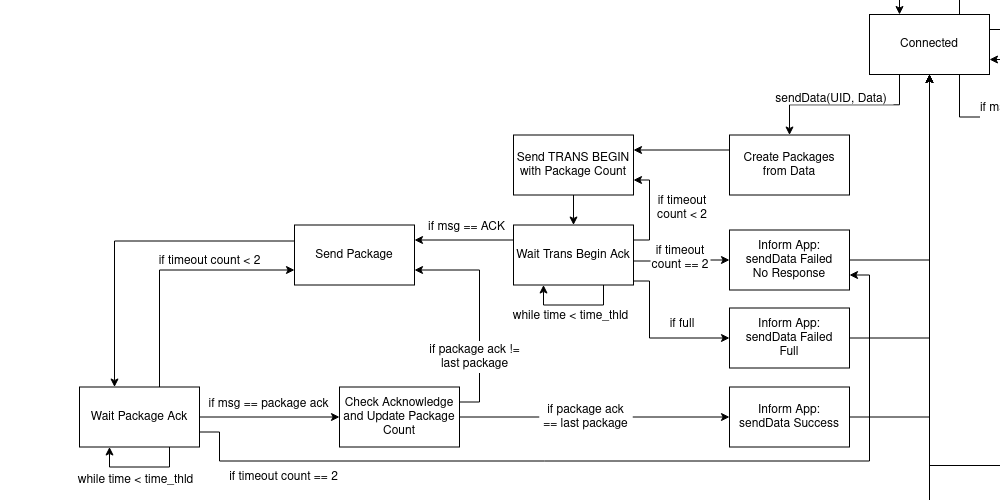 Connected
sendData(UID, Data)
if m
Send TRANS BEGIN
with Package Count
Create Packages
from Data
if timeout
count < 2
if msg == ACK
Send Package
Wait Trans Begin Ack
if timeout
count == 2
Inform App:
sendData Failed
No Response
if timeout count < 2
while time < time_thld
if full
Inform App:
sendData Failed
Full
if package ack !=
last package
Wait Package Ack
if msg == package ack
Check Acknowledge
and Update Package
Count
if package ack
== last package
Inform App:
sendData Success
while time < time_thld
if timeout count == 2